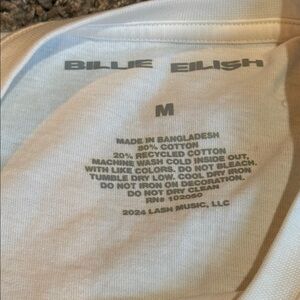 BILLIE EILISH
M
MADE IN BANGLADESH
80% COTTON
20% RECYCLED COTTON
MACHINE WASH COLD INSIDE OUT,
WITH LIKE COLORS. DO NOT BLEACH.
TUMBLE DRY LOW. COOL DRY IRON
DO NOT IRON ON DECORATION.
DO NOT DRY CLEAN
RN# 102050
2024 LASH MUSIC, LLC